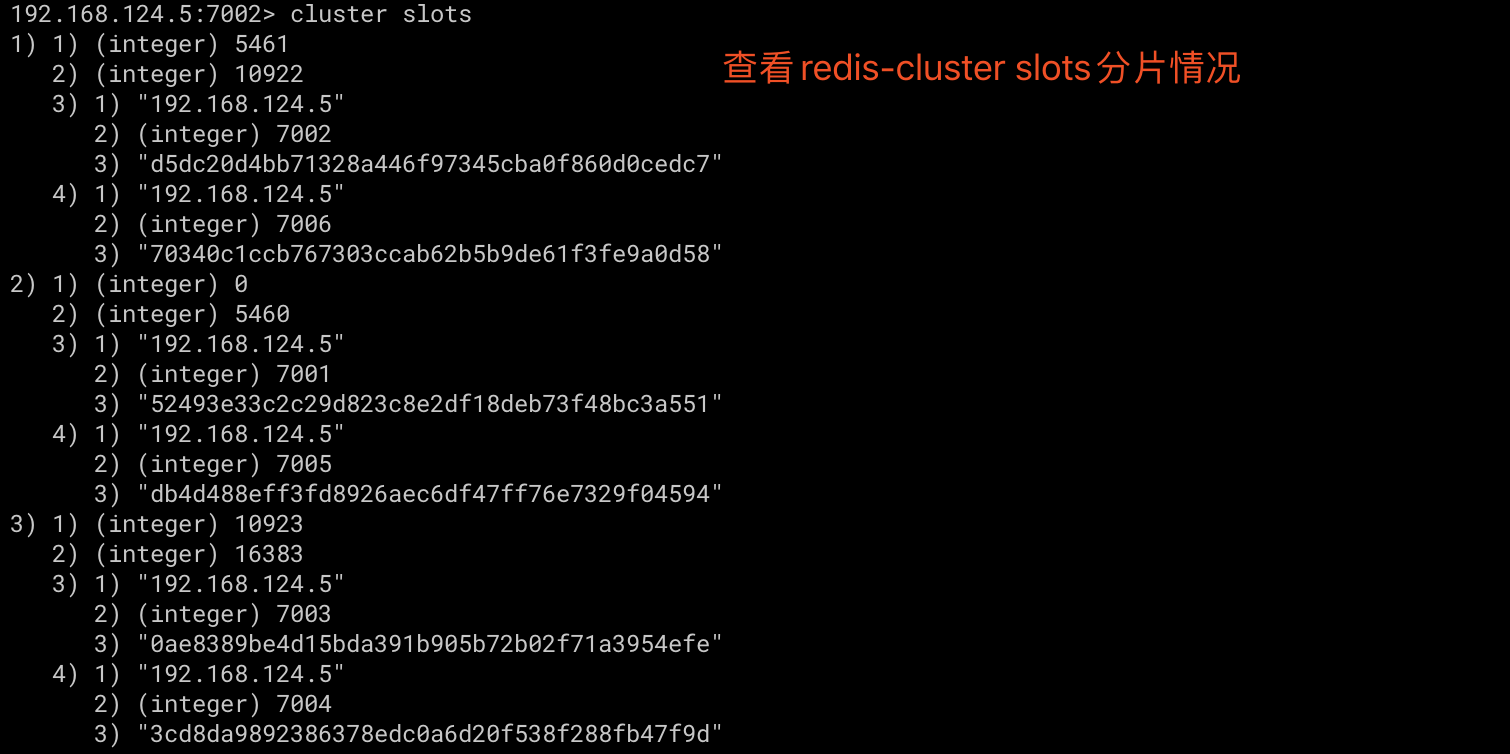 192.168.124.5:7002> cluster slots
1) 1) (integer) 5461
查看redis-cluster slots分片情况
   2) (integer) 10922
   3) 1) "192.168.124.5"
      2) (integer) 7002
      3) "d5dc20d4bb71328a446f97345cba0f860d0cedc7"
   4) 1) "192.168.124.5"
      2) (integer) 7006
      3) "70340c1ccb767303ccab62b5b9de61f3fe9a0d58"
2) 1) (integer) 0
   2) (integer) 5460
   3) 1) "192.168.124.5"
      2) (integer) 7001
      3) "52493e33c2c29d823c8e2df18deb73f48bc3a551"
   4) 1) "192.168.124.5"
      2) (integer) 7005
      3) "db4d488eff3fd8926aec6df47ff76e7329f04594"
3) 1) (integer) 10923
   2) (integer) 16383
   3) 1) "192.168.124.5"
      2) (integer) 7003
      3) "0ae8389be4d15bda391b905b72b02f71a3954efe"
   4) 1) "192.168.124.5"
      2) (integer) 7004
      3) "3cd8da9892386378edc0a6d20f538f288fb47f9d"